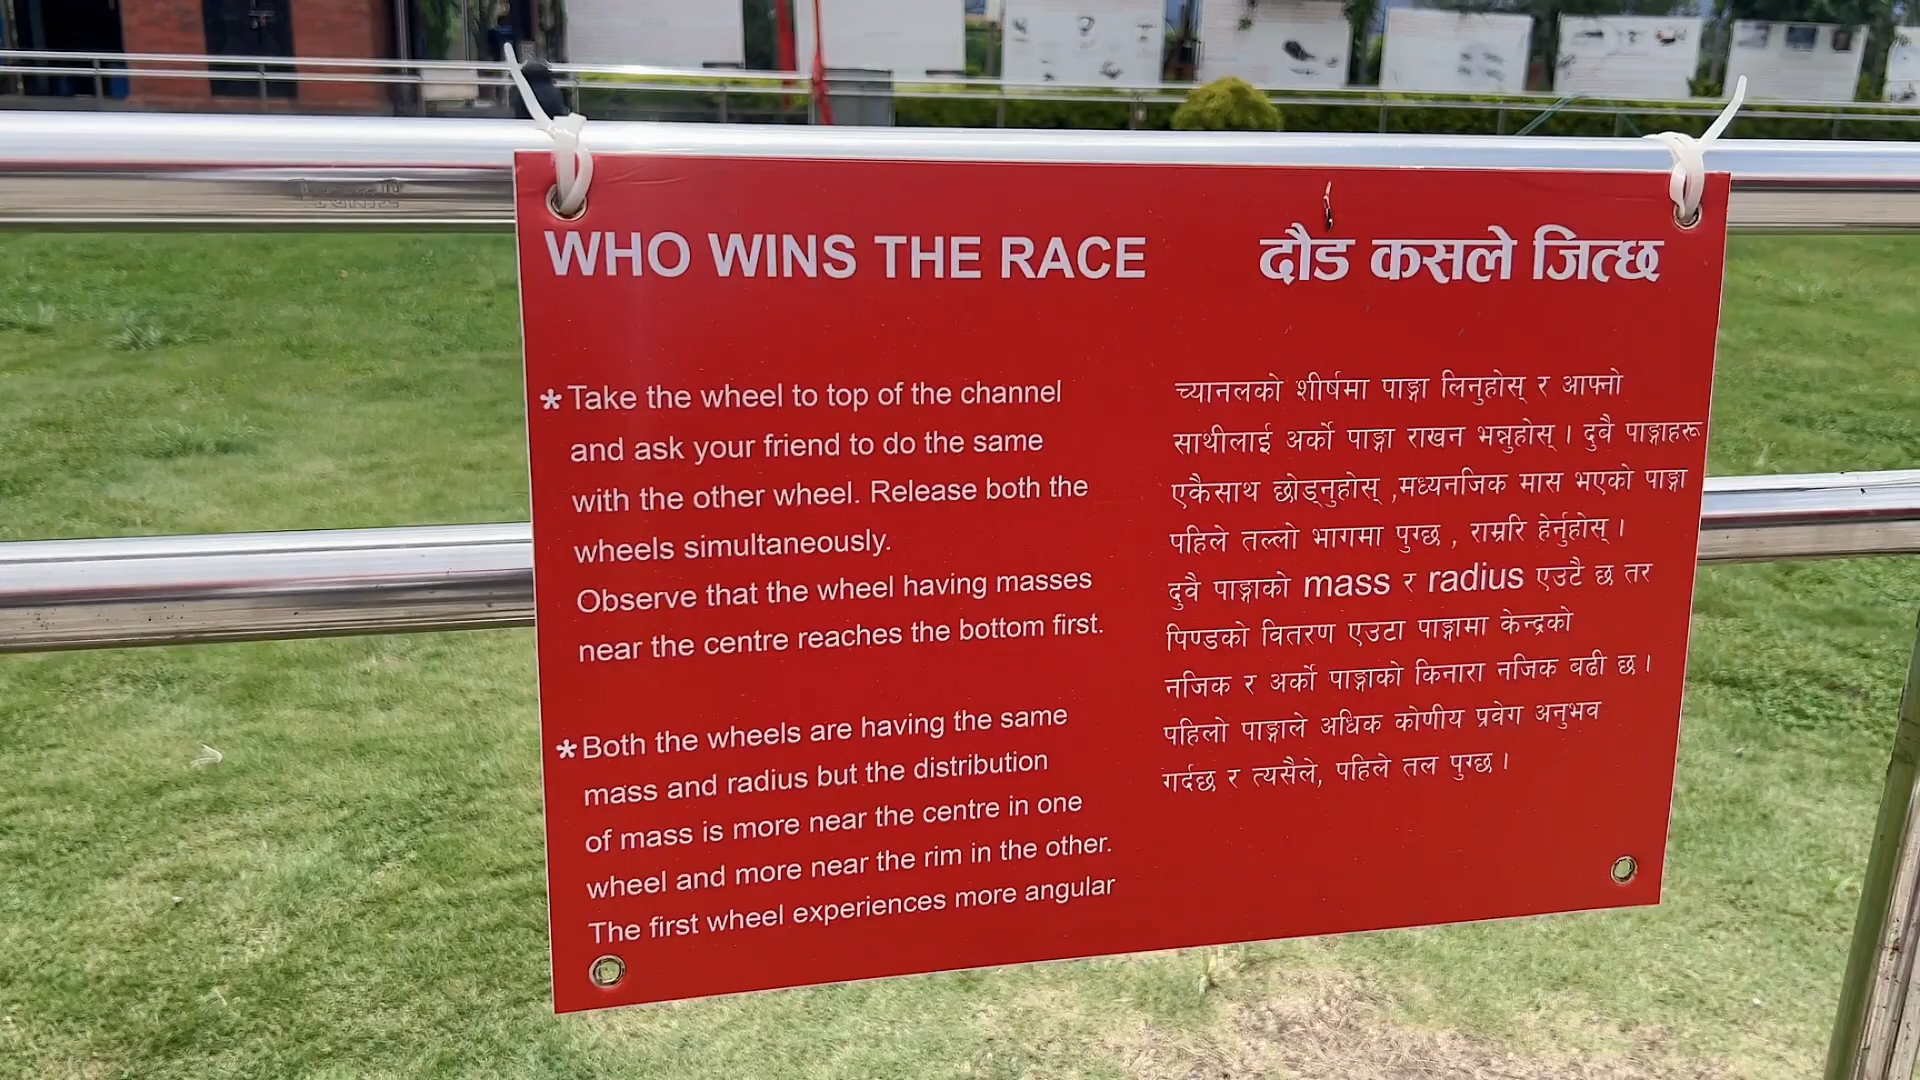 WHO WINS THE RACE
* Take the wheel to top of the channel
and ask your friend to do the same
with the other wheel. Release both the
wheels simultaneously.
Observe that the wheel having masses
near the centre reaches the bottom first.
* Both the wheels are having the same
mass and radius but the distribution
of mass is more near the centre in one
wheel and more near the rim in the other.
The first wheel experiences more angular
दौड कसले जित्छ
च्यानलको शीर्षमा पाङ्ग्रा लिनुहोस् र आफ्नो
साथीलाई अर्को पाङ्ग्रा राखन भन्नुहोस् । दुबै पाङ्ग्राहरू
एकैसाथ छोड्नुहोस् ,मध्यनजिक मास भएको पाङ्ग्रा
पहिले तल्लो भागमा पुग्छ , राम्ररि हेर्नुहोस् ।
दुवै पाङ्ग्राको mass र radius एउटै छ तर
पिण्डको वितरण एउटा पाङ्ग्रामा केन्द्रको
नजिक र अर्को पाङ्ग्राको किनारा नजिक बढी छ ।
पहिलो पाङ्ग्राले अधिक कोणीय प्रवेग अनुभव
गर्दछ र त्यसैले, पहिले तल पुग्छ ।